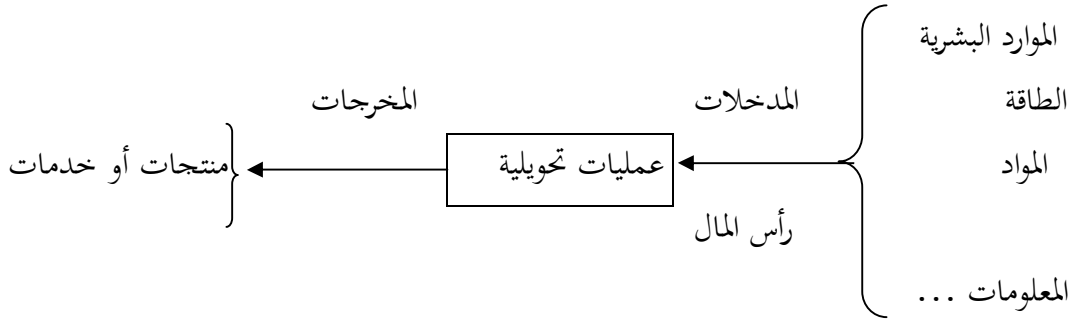 الموارد البشرية
الطاقة
المدخلات
المخرجات
المواد
عمليات تحويلية
منتجات أو خدمات
رأس المال
المعلومات ...